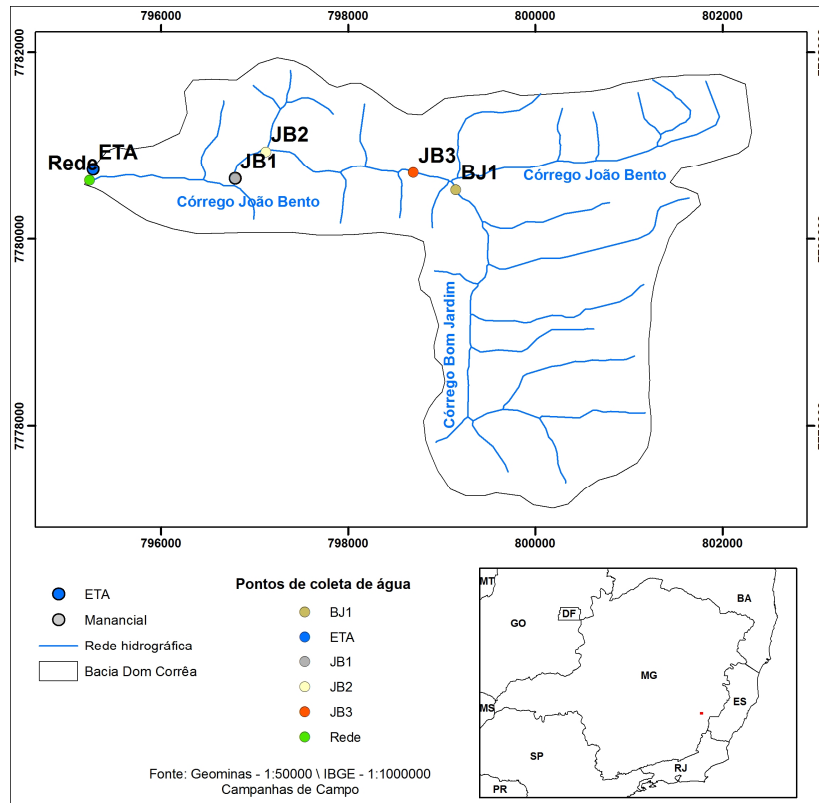 796000 798000 800000 802000
7782000
7780000
7778000
Rede
ETA
JB1
JB2
JB3
BJ1
Córrego João Bento
Córrego João Bento
Córrego Bom Jardim
796000 798000 800000 802000
ETA
Manancial
Rede hidrográfica
Bacia Dom Corrêa
Pontos de coleta de água
BJ1
ETA
JB1
JB2
JB3
Rede
Fonte: Geominas - 1:50000 \ IBGE - 1:1000000
Campanhas de Campo
MT
GO
DF
BA
MG
ES
MS
SP
RJ
PR